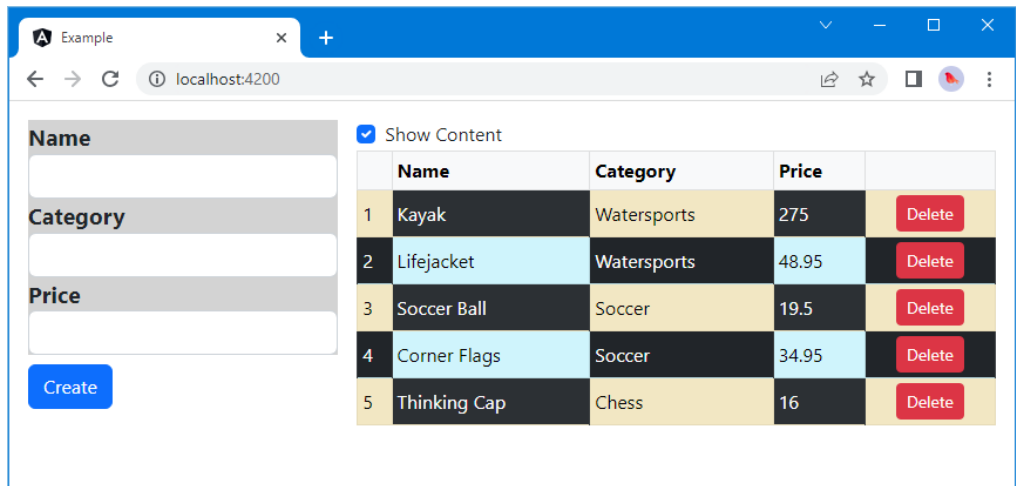 Example
localhost:4200
Name
Category
Price
Create
Show Content
Name Category Price
1 Kayak Watersports 275 Delete
2 Lifejacket Watersports 48.95 Delete
3 Soccer Ball Soccer 19.5 Delete
4 Corner Flags Soccer 34.95 Delete
5 Thinking Cap Chess 16 Delete